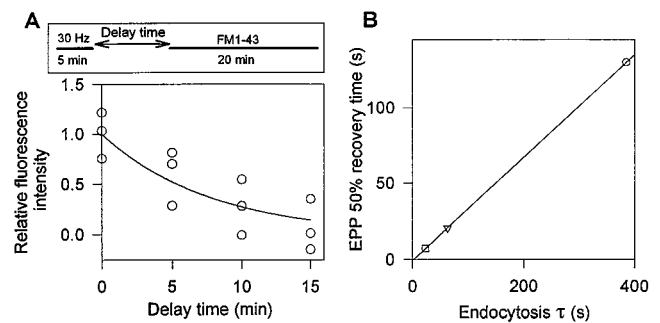 A
30 Hz
Delay time
FM1-43
5 min
20 min
Relative fluorescence
intensity
1.5
1.0
0.5
0.0
0
5
10
15
Delay time (min)
B
EPP 50% recovery time (s)
100
50
0
0
200
400
Endocytosis τ (s)